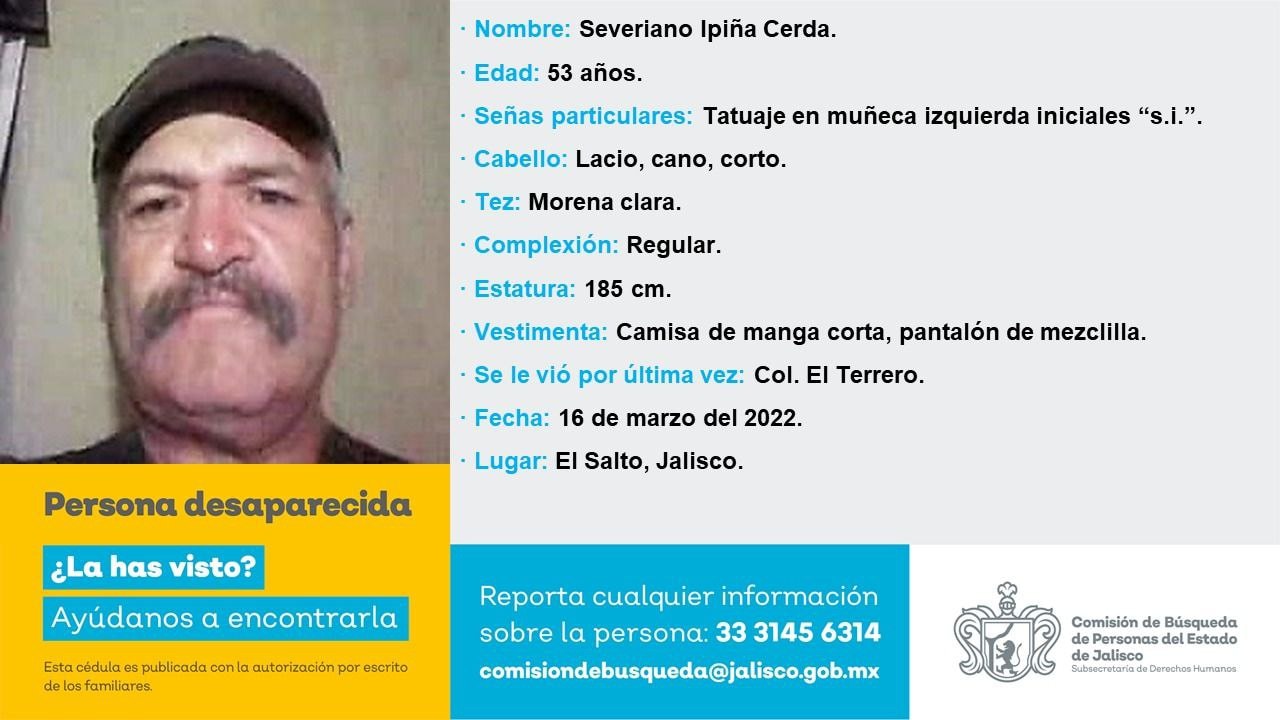 · Nombre: Severiano Ipiña Cerda.
· Edad: 53 años.
· Señas particulares: Tatuaje en muñeca izquierda iniciales “s.i.”.
· Cabello: Lacio, cano, corto.
· Tez: Morena clara.
· Complexión: Regular.
· Estatura: 185 cm.
· Vestimenta: Camisa de manga corta, pantalón de mezclilla.
· Se le vió por última vez: Col. El Terrero.
· Fecha: 16 de marzo del 2022.
· Lugar: El Salto, Jalisco.
Persona desaparecida
¿La has visto?
Ayúdanos a encontrarla
Esta cédula es publicada con la autorización por escrito
de los familiares.
Reporta cualquier información
sobre la persona: 33 3145 6314
comisiondebusqueda@jalisco.gob.mx
Comisión de Búsqueda
de Personas del Estado
de Jalisco
Subsecretaría de Derechos Humanos